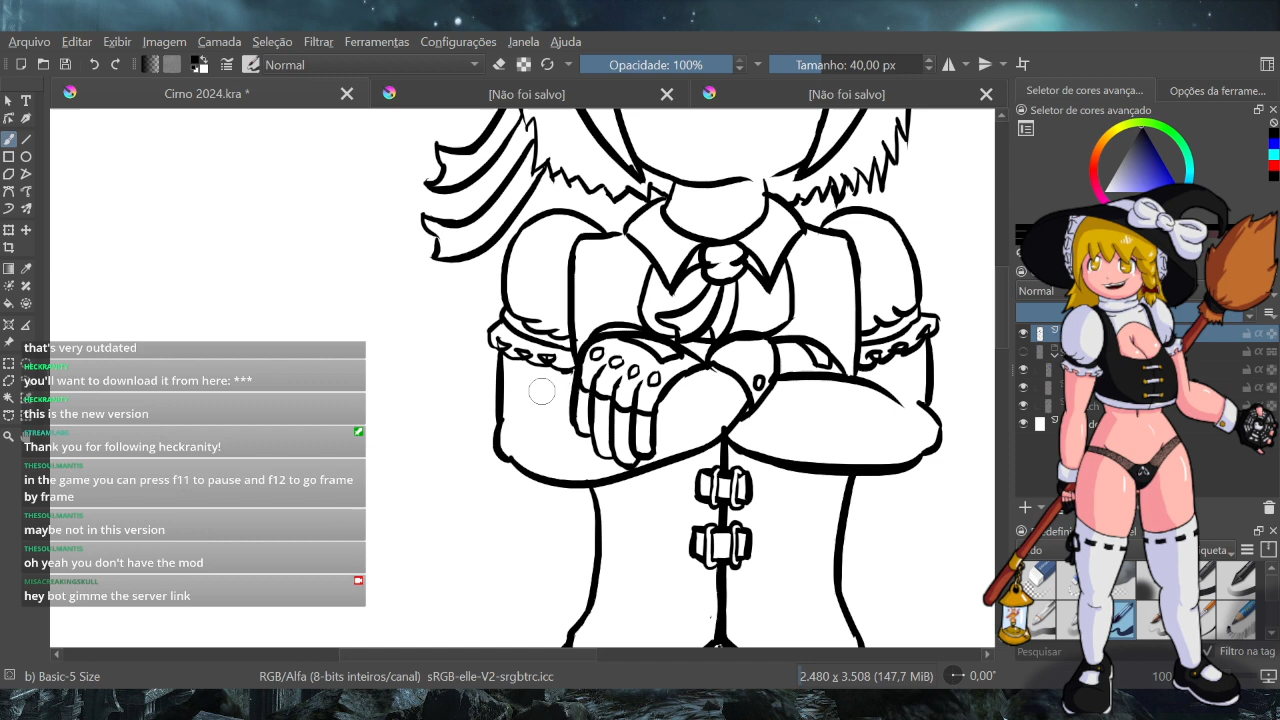 Arquivo Editar Exibir Imagem Camada Seleção Filtrar Ferramentas Configurações Janela Ajuda
Normal Opacidade: 100% Tamanho: 40,00 px
Cirno 2024.kra * [Não foi salvo] [Não foi salvo]
Seletor de cores avança... Opções da ferrame...
Seletor de cores avançado
Normal
that's very outdated
HECKRANITY
you'll want to download it from here: ***
HECKRANITY
this is the new version
Thank you for following heckranity!
THESOULMANTIS
in the game you can press f11 to pause and f12 to go frame
by frame
THESOULMANTIS
maybe not in this version
THESOULMANTIS
oh yeah you don't have the mod
MISACREAKINGSKULL
hey bot gimme the server link
Pesquisar Filtro na tag
b) Basic-5 Size RGB/Alfa (8-bits inteiros/canal) sRGB-elle-V2-srgbtrc.icc 2.480 x 3.508 (147,7 MiB) 0,00°